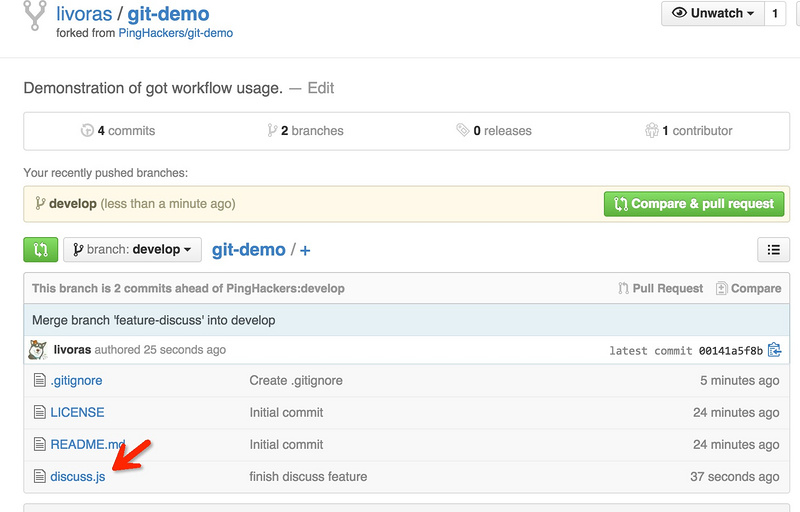 livoras / git-demo
Unwatch 1
forked from PingHackers/git-demo
Demonstration of got workflow usage. — Edit
4 commits 2 branches 0 releases 1 contributor
Your recently pushed branches:
develop (less than a minute ago) Compare & pull request
branch: develop git-demo / +
This branch is 2 commits ahead of PingHackers:develop Pull Request Compare
Merge branch 'feature-discuss' into develop
livoras authored 25 seconds ago latest commit 00141a5f8b
.gitignore Create .gitignore 5 minutes ago
LICENSE Initial commit 24 minutes ago
README.md Initial commit 24 minutes ago
discuss.js finish discuss feature 37 seconds ago